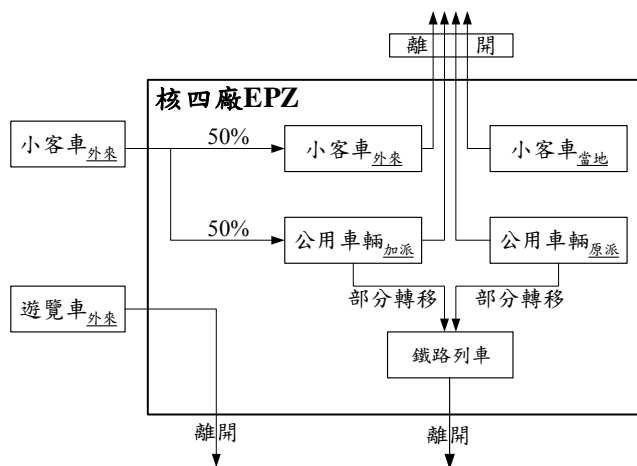 離 開
核四廠EPZ
小客車外來
50%
小客車外來
小客車當地
50%
公用車輛加派
公用車輛原派
遊覽車外來
部分轉移
部分轉移
鐵路列車
離開
離開